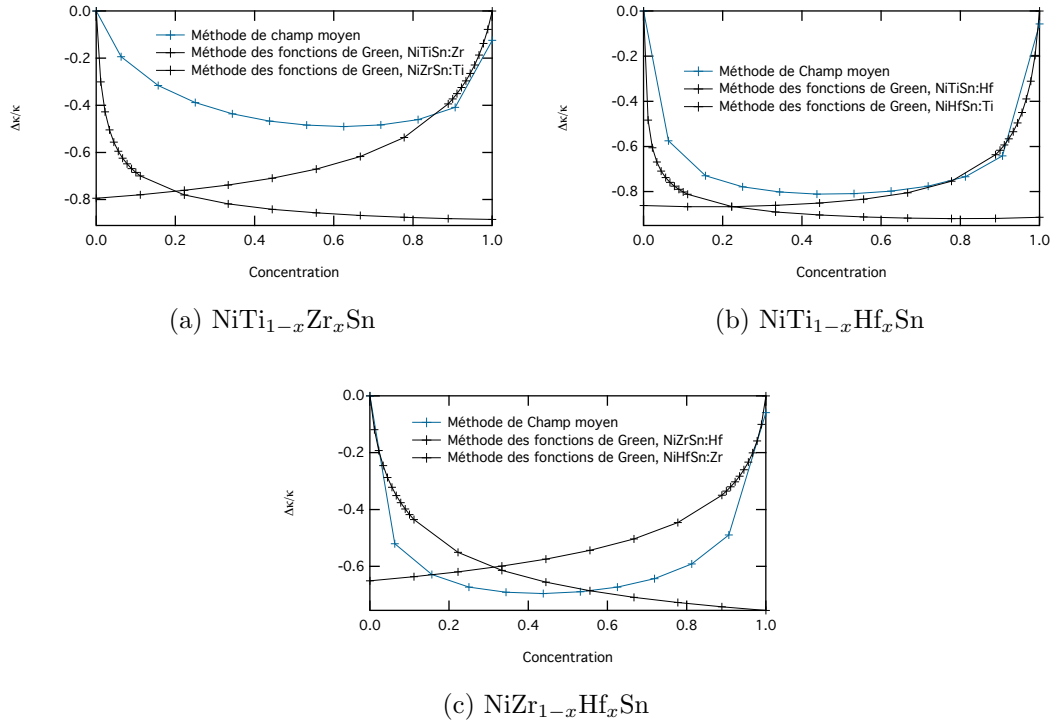 0.0
-0.2
-0.4
-0.6
-0.8
Δκ/κ
Méthode de champ moyen
Méthode des fonctions de Green, NiTiSn:Zr
Méthode des fonctions de Green, NiZrSn:Ti
0.0 0.2 0.4 0.6 0.8 1.0
Concentration
(a) NiTi1−xZrxSn
0.0
-0.2
-0.4
-0.6
-0.8
Δκ/κ
Méthode de Champ moyen
Méthode des fonctions de Green, NiTiSn:Hf
Méthode des fonctions de Green, NiHfSn:Ti
0.0 0.2 0.4 0.6 0.8 1.0
Concentration
(b) NiTi1−xHfxSn
0.0
-0.2
-0.4
-0.6
Δκ/κ
Méthode de Champ moyen
Méthode des fonctions de Green, NiZrSn:Hf
Méthode des fonctions de Green, NiHfSn:Zr
0.0 0.2 0.4 0.6 0.8 1.0
Concentration
(c) NiZr1−xHfxSn